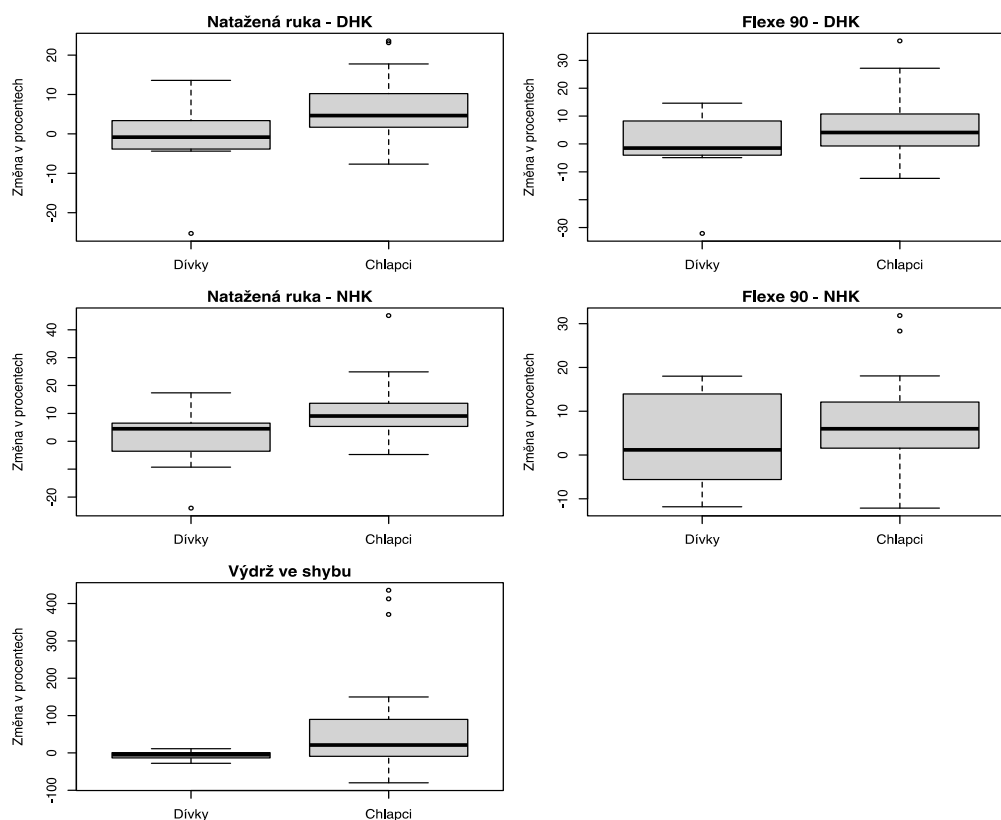 Natažená ruka - DHK
Změna v procentech
20
10
0
-10
-20
Dívky
Chlapci
Flexe 90 - DHK
Změna v procentech
30
20
10
0
-10
-30
Dívky
Chlapci
Natažená ruka - NHK
Změna v procentech
40
30
20
10
0
-20
Dívky
Chlapci
Flexe 90 - NHK
Změna v procentech
30
20
10
0
-10
Dívky
Chlapci
Výdrž ve shybu
Změna v procentech
400
300
200
100
0
-100
Dívky
Chlapci